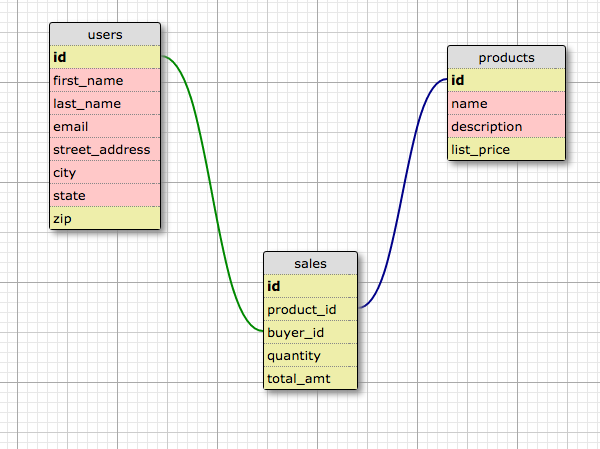 users
id
first_name
last_name
email
street_address
city
state
zip
products
id
name
description
list_price
sales
id
product_id
buyer_id
quantity
total_amt